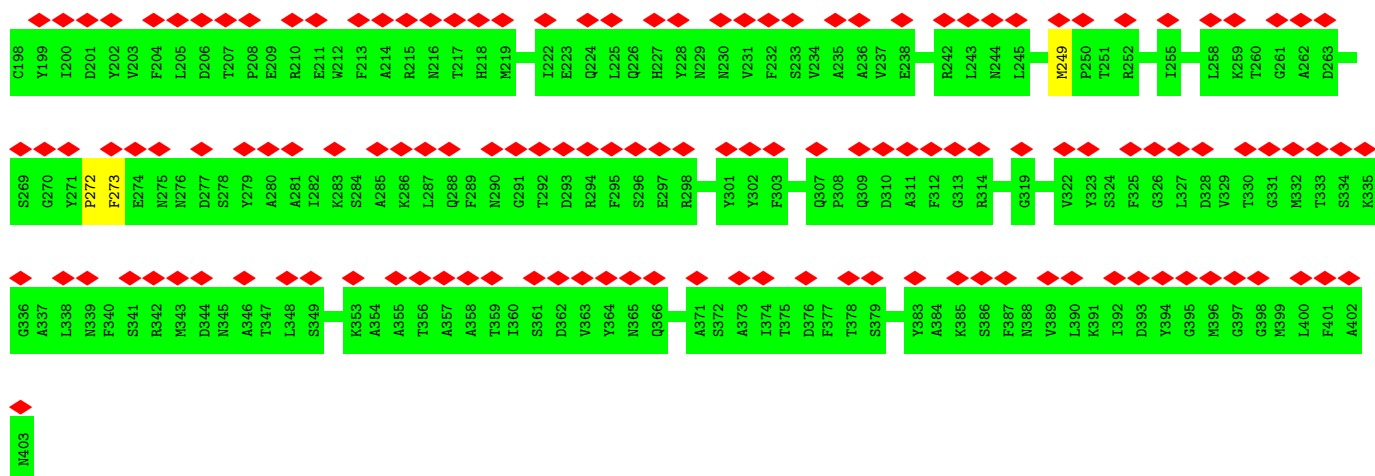 C198 Y199 I200 D201 Y202 V203 F204 L205 D206 T207 P208 E209 R210 E211 W212 F213 A214 R215 N216 T217 H218 M219 I222 E223 Q224 L225 Q226 H227 Y228 N229 N230 V231 F232 S233 V234 A235 A236 V237 E238 R242 L243 N244 L245 M249 P250 T251 R252 I255 L258 K259 T260 G261 A262 D263
S269 G270 Y271 P272 F273 E274 N275 N276 D277 S278 Y279 A280 A281 I282 K283 S284 A285 K286 L287 Q288 F289 N290 G291 T292 D293 R294 F295 S296 E297 R298 Y301 Y302 F303 Q307 P308 Q309 D310 A311 F312 G313 R314 G319 V322 Y323 S324 F325 G326 L327 D328 V329 T330 G331 M332 T333 S334 K335
G336 A337 L338 N339 F340 S341 R342 M343 D344 N345 A346 T347 L348 S349 K353 A354 A355 T356 A357 A358 T359 I360 S361 D362 V363 Y364 N365 Q366 A371 S372 A373 I374 T375 D376 F377 T378 S379 Y383 A384 K385 S386 F387 N388 V389 L390 K391 I392 D393 Y394 G395 M396 G397 G398 M399 L400 F401 A402
N403